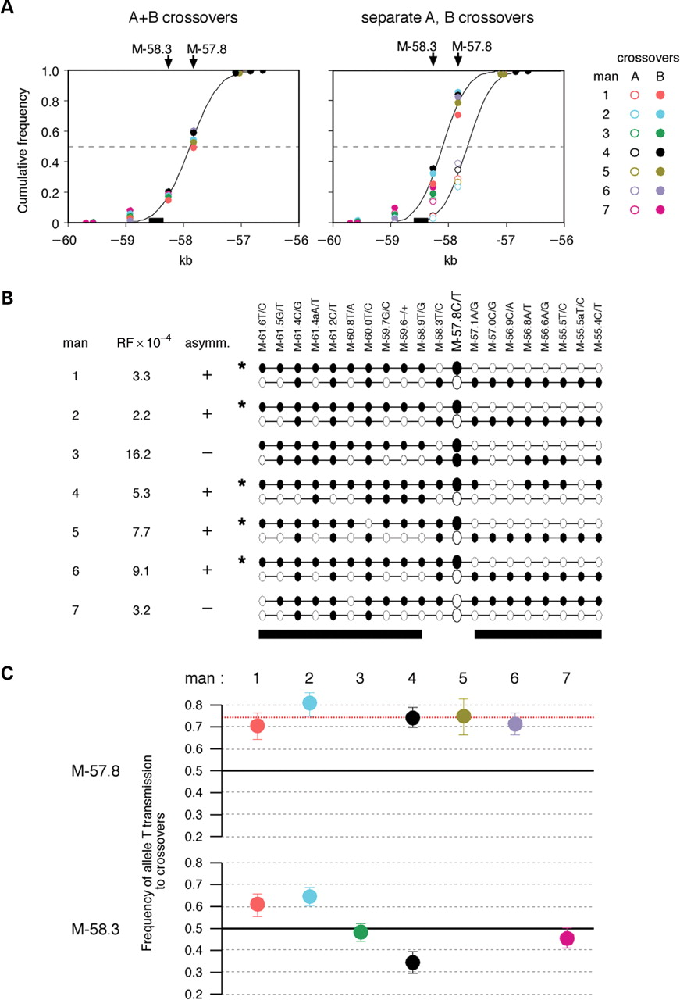 A
A+B crossovers
separate A, B crossovers
M-58.3 M-57.8
M-58.3 M-57.8
Cumulative frequency
1.0
0.8
0.6
0.4
0.2
0
−60 −59 −58 −57 −56
kb
−60 −59 −58 -57 −56
kb
crossovers
man A B
1
2
3
4
5
6
7
B
man RF × 10⁻⁴ asymm.
M-61.6T/C
M-61.5G/T
M-61.4C/G
M-61.4aA/T
M-61.2C/T
M-60.8T/A
M-60.0T/C
M-59.7G/C
M-59.6–/+
M-58.9T/G
M-58.3T/C
M-57.8C/T
M-57.1A/G
M-57.0C/G
M-56.9C/A
M-56.8A/T
M-56.6A/G
M-55.5T/C
M-55.5aT/C
M-55.4C/T
1 3.3 + *
2 2.2 + *
3 16.2 −
4 5.3 + *
5 7.7 + *
6 9.1 + *
7 3.2 −
C
man : 1 2 3 4 5 6 7
Frequency of allele T transmission
to crossovers
M-57.8
0.8
0.7
0.6
0.5
0.4
0.3
0.2
M-58.3
0.8
0.7
0.6
0.5
0.4
0.3
0.2